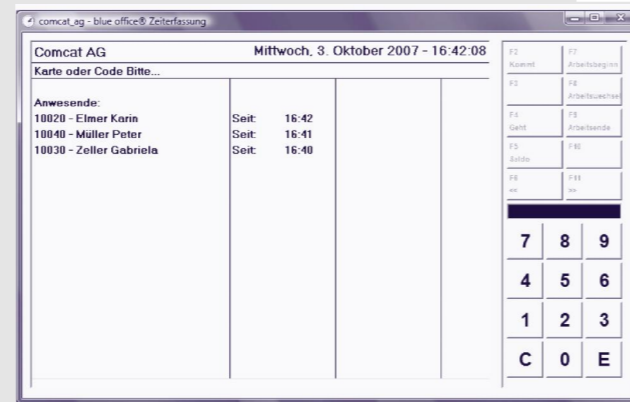 comcat_ag - blue office® Zeiterfassung
Comcat AG Mittwoch, 3. Oktober 2007 - 16:42:08
Karte oder Code Bitte...
Anwesende:
10020 - Elmer Karin Seit: 16:42
10040 - Müller Peter Seit: 16:41
10030 - Zeller Gabriela Seit: 16:40
F2 Kommt F7 Arbeitsbeginn
F3 F8 Arbeitswechsel
F4 Geht F9 Arbeitsende
F5 Saldo F10
F6 << F11 >>
7 8 9
4 5 6
1 2 3
C 0 E